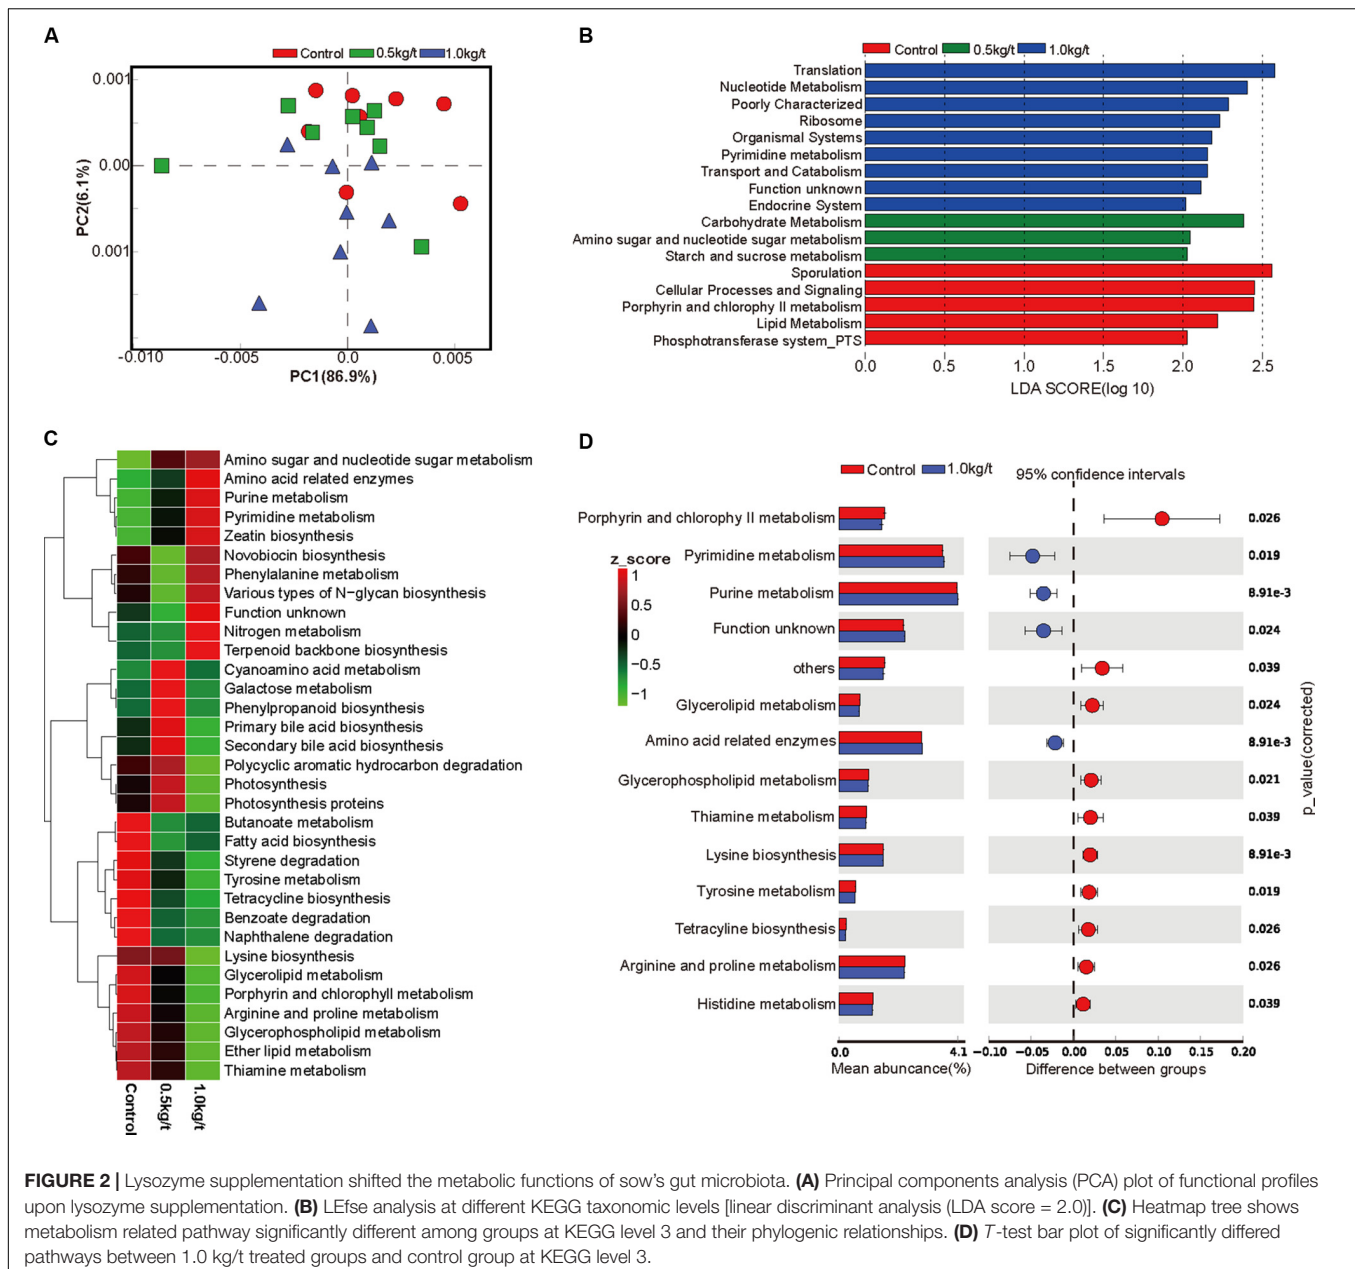 A
Control 0.5kg/t 1.0kg/t
0.001
0.00
0.001
PC2(6.1%)
-0.010 -0.005 0.0 0.005
PC1(86.9%)
B
Control 0.5kg/t 1.0kg/t
Translation
Nucleotide Metabolism
Poorly Characterized
Ribosome
Organismal Systems
Pyrimidine metabolism
Transport and Catabolism
Function unknown
Endocrine System
Carbohydrate Metabolism
Amino sugar and nucleotide sugar metabolism
Starch and sucrose metabolism
Sporulation
Cellular Processes and Signaling
Porphyrin and chlorophy II metabolism
Lipid Metabolism
Phosphotransferase system_PTS
0.0 0.5 1.0 1.5 2.0 2.5
LDA SCORE(log 10)
C
Amino sugar and nucleotide sugar metabolism
Amino acid related enzymes
Purine metabolism
Pyrimidine metabolism
Zeatin biosynthesis
Novobiocin biosynthesis
Phenylalanine metabolism
Various types of N-glycan biosynthesis
Function unknown
Nitrogen metabolism
Terpenoid backbone biosynthesis
Cyanoamino acid metabolism
Galactose metabolism
Phenylpropanoid biosynthesis
Primary bile acid biosynthesis
Secondary bile acid biosynthesis
Polycyclic aromatic hydrocarbon degradation
Photosynthesis
Photosynthesis proteins
Butanoate metabolism
Fatty acid biosynthesis
Styrene degradation
Tyrosine metabolism
Tetracycline biosynthesis
Benzoate degradation
Naphthalene degradation
Lysine biosynthesis
Glycerolipid metabolism
Porphyrin and chlorophyll metabolism
Arginine and proline metabolism
Glycerophospholipid metabolism
Ether lipid metabolism
Thiamine metabolism
Control 0.5kg/t 1.0kg/t
z_score
1
0.5
0
-0.5
-1
D
Control 1.0kg/t
95% confidence intervals
Porphyrin and chlorophy II metabolism 0.026
Pyrimidine metabolism 0.019
Purine metabolism 8.91e-3
Function unknown 0.024
others 0.039
Glycerolipid metabolism 0.024
Amino acid related enzymes 8.91e-3
Glycerophospholipid metabolism 0.021
Thiamine metabolism 0.039
Lysine biosynthesis 8.91e-3
Tyrosine metabolism 0.019
Tetracyline biosynthesis 0.026
Arginine and proline metabolism 0.026
Histidine metabolism 0.039
p_value(corrected)
0.0 4.1 -0.10 -0.05 0.00 0.05 0.10 0.15 0.20
Mean abuncance(%) Difference between groups
FIGURE 2 | Lysozyme supplementation shifted the metabolic functions of sow's gut microbiota. (A) Principal components analysis (PCA) plot of functional profiles
upon lysozyme supplementation. (B) LEfse analysis at different KEGG taxonomic levels [linear discriminant analysis (LDA score = 2.0)]. (C) Heatmap tree shows
metabolism related pathway significantly different among groups at KEGG level 3 and their phylogenic relationships. (D) T-test bar plot of significantly differed
pathways between 1.0 kg/t treated groups and control group at KEGG level 3.